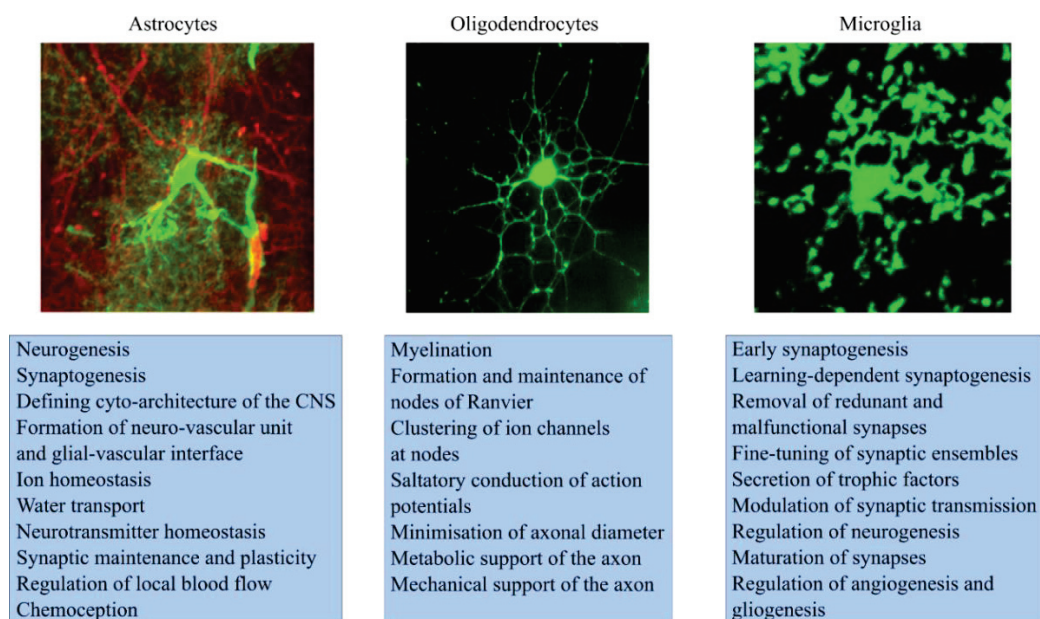 Astrocytes
Oligodendrocytes
Microglia
Neurogenesis
Synaptogenesis
Defining cyto-architecture of the CNS
Formation of neuro-vascular unit
and glial-vascular interface
Ion homeostasis
Water transport
Neurotransmitter homeostasis
Synaptic maintenance and plasticity
Regulation of local blood flow
Chemoception
Myelination
Formation and maintenance of
nodes of Ranvier
Clustering of ion channels
at nodes
Saltatory conduction of action
potentials
Minimisation of axonal diameter
Metabolic support of the axon
Mechanical support of the axon
Early synaptogenesis
Learning-dependent synaptogenesis
Removal of redunant and
malfunctional synapses
Fine-tuning of synaptic ensembles
Secretion of trophic factors
Modulation of synaptic transmission
Regulation of neurogenesis
Maturation of synapses
Regulation of angiogenesis and
gliogenesis